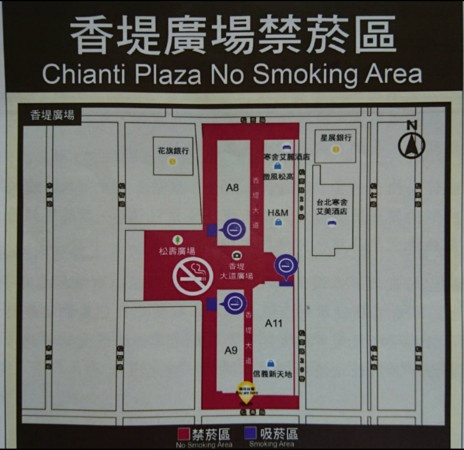 香堤廣場禁菸區
Chianti Plaza No Smoking Area
香堤廣場
N
花旗銀行
星展銀行
寒舍艾麗酒店
A8
微風松高
台北寒舍
艾美酒店
H&M
香堤大道
松壽廣場
香堤
大道廣場
A9
香堤大道
A11
信義新天地
禁菸區
No Smoking Area
吸菸區
Smoking Area